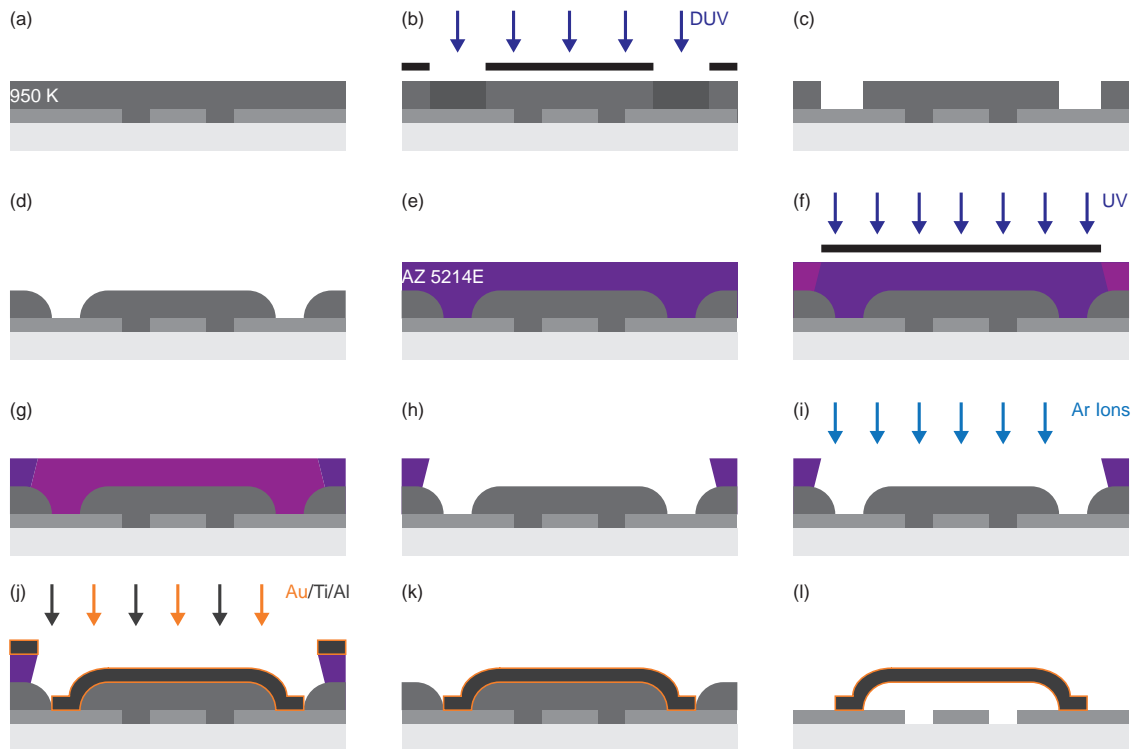 (a)
(b)
DUV
(c)
950 K
(d)
(e)
(f)
UV
AZ 5214E
(g)
(h)
(i)
Ar Ions
(j)
Au/Ti/Al
(k)
(l)